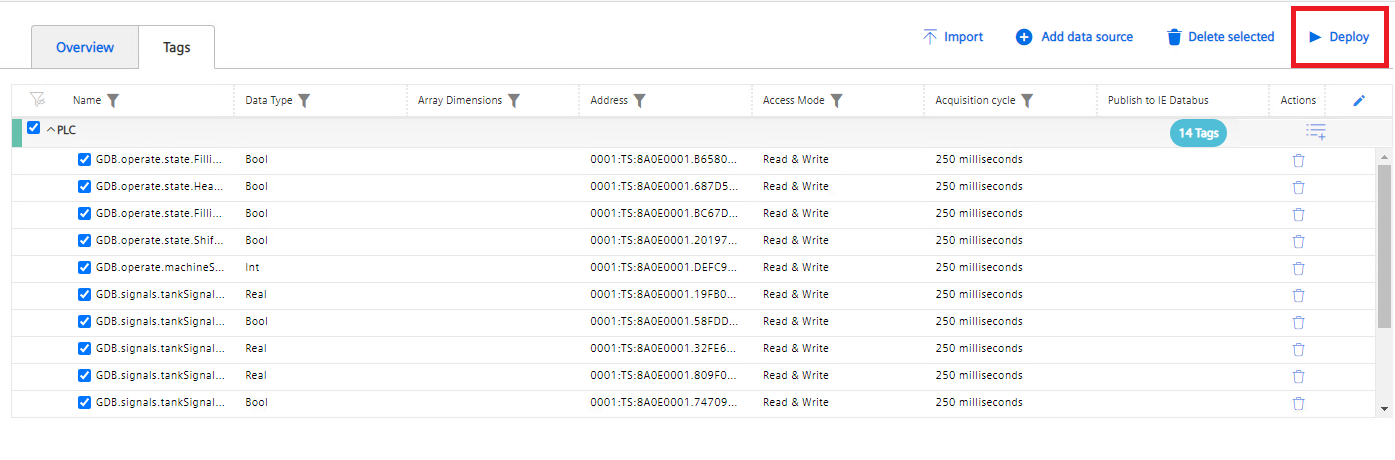 Overview Tags Import Add data source Delete selected Deploy
Name Data Type Array Dimensions Address Access Mode Acquisition cycle Publish to IE Databus Actions
PLC 14 Tags
GDB.operate.state.Filli... Bool 0001:TS:8A0E0001.B6580... Read & Write 250 milliseconds
GDB.operate.state.Hea... Bool 0001:TS:8A0E0001.687D5... Read & Write 250 milliseconds
GDB.operate.state.Filli... Bool 0001:TS:8A0E0001.BC67D... Read & Write 250 milliseconds
GDB.operate.state.Shif... Bool 0001:TS:8A0E0001.20197... Read & Write 250 milliseconds
GDB.operate.machineS... Int 0001:TS:8A0E0001.DEFC9... Read & Write 250 milliseconds
GDB.signals.tankSignal... Real 0001:TS:8A0E0001.19FB0... Read & Write 250 milliseconds
GDB.signals.tankSignal... Bool 0001:TS:8A0E0001.58FDD... Read & Write 250 milliseconds
GDB.signals.tankSignal... Real 0001:TS:8A0E0001.32FE6... Read & Write 250 milliseconds
GDB.signals.tankSignal... Real 0001:TS:8A0E0001.809F0... Read & Write 250 milliseconds
GDB.signals.tankSignal... Bool 0001:TS:8A0E0001.74709... Read & Write 250 milliseconds